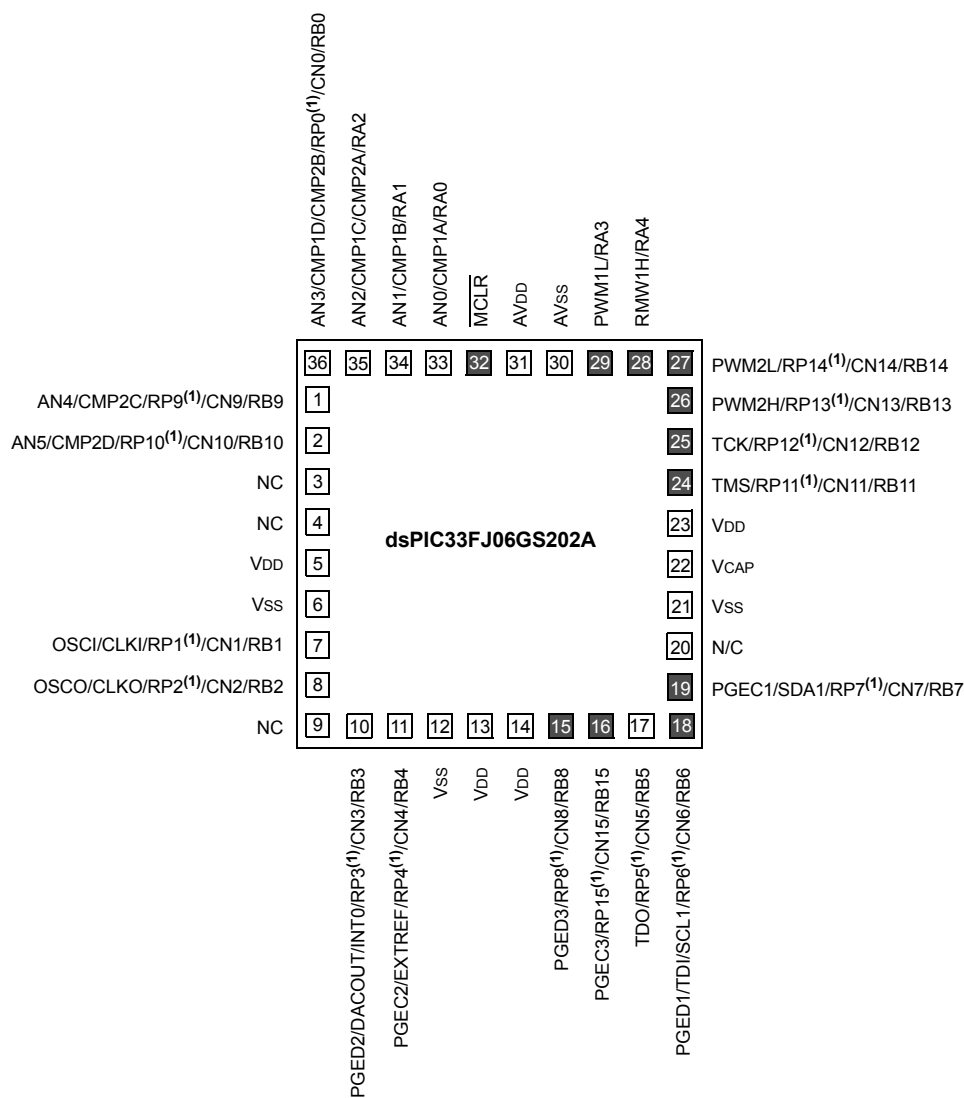 AN3/CMP1D/CMP2B/RP0(1)/CN0/RB0
AN2/CMP1C/CMP2A/RA2
AN1/CMP1B/RA1
AN0/CMP1A/RA0
MCLR
AVDD
AVSS
PWM1L/RA3
RMW1H/RA4
36 35 34 33 32 31 30 29 28 27
PWM2L/RP14(1)/CN14/RB14
AN4/CMP2C/RP9(1)/CN9/RB9
1
26
PWM2H/RP13(1)/CN13/RB13
AN5/CMP2D/RP10(1)/CN10/RB10
2
25
TCK/RP12(1)/CN12/RB12
NC
3
24
TMS/RP11(1)/CN11/RB11
NC
4
dsPIC33FJ06GS202A
23
VDD
VDD
5
22
VCAP
VSS
6
21
VSS
OSCI/CLKI/RP1(1)/CN1/RB1
7
20
N/C
OSCO/CLKO/RP2(1)/CN2/RB2
8
19
PGEC1/SDA1/RP7(1)/CN7/RB7
NC
9 10 11 12 13 14 15 16 17 18
PGED2/DACOUT/INT0/RP3(1)/CN3/RB3
PGEC2/EXTREF/RP4(1)/CN4/RB4
VSS
VDD
VDD
PGED3/RP8(1)/CN8/RB8
PGEC3/RP15(1)/CN15/RB15
TDO/RP5(1)/CN5/RB5
PGED1/TDI/SCL1/RP6(1)/CN6/RB6